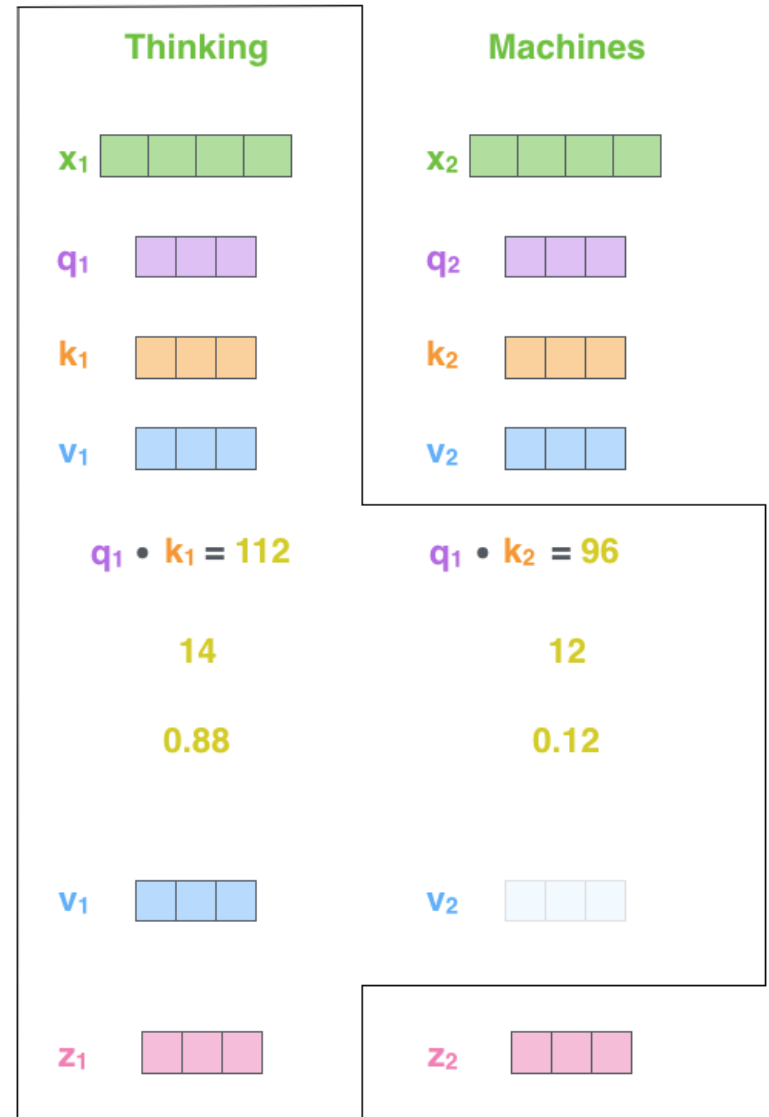 Thinking Machines
x₁ x₂
q₁ q₂
k₁ k₂
v₁ v₂
q₁ • k₁ = 112 q₁ • k₂ = 96
14 12
0.88 0.12
v₁ v₂
z₁ z₂